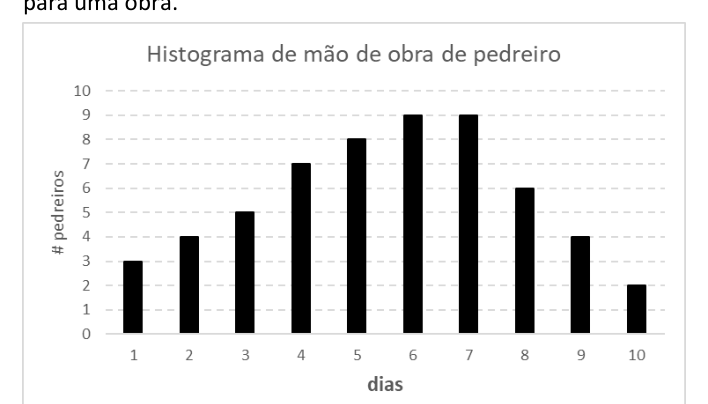 para uma obra.
Histograma de mão de obra de pedreiro
10
9
8
7
6
5
4
3
2
1
0
# pedreiros
1 2 3 4 5 6 7 8 9 10
dias